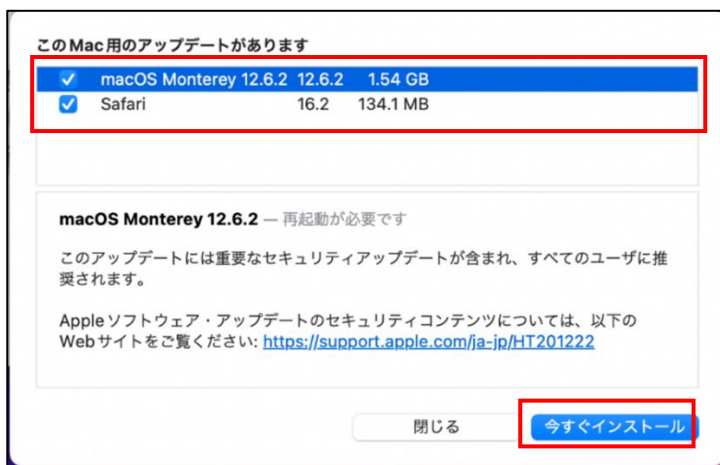 このMac用のアップデートがあります
macOS Monterey 12.6.2 12.6.2 1.54 GB
Safari 16.2 134.1 MB
macOS Monterey 12.6.2 — 再起動が必要です
このアップデートには重要なセキュリティアップデートが含まれ、すべてのユーザに推
奨されます。
Appleソフトウェア・アップデートのセキュリティコンテンツについては、以下の
Webサイトをご覧ください: https://support.apple.com/ja-jp/HT201222
閉じる 今すぐインストール